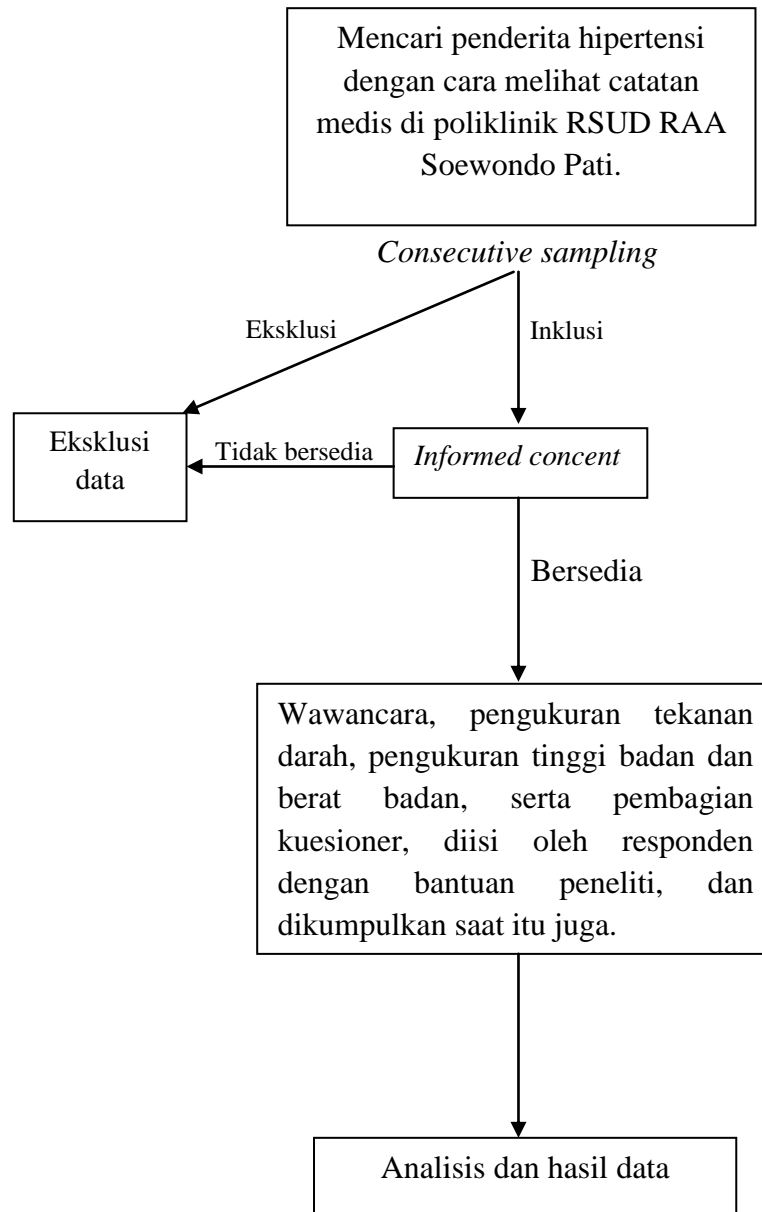 Mencari penderita hipertensi
dengan cara melihat catatan
medis di poliklinik RSUD RAA
Soewondo Pati.
Consecutive sampling
Eksklusi
Inklusi
Eksklusi
data
Tidak bersedia
Informed concent
Bersedia
Wawancara, pengukuran tekanan
darah, pengukuran tinggi badan dan
berat badan, serta pembagian
kuesioner, diisi oleh responden
dengan bantuan peneliti, dan
dikumpulkan saat itu juga.
Analisis dan hasil data